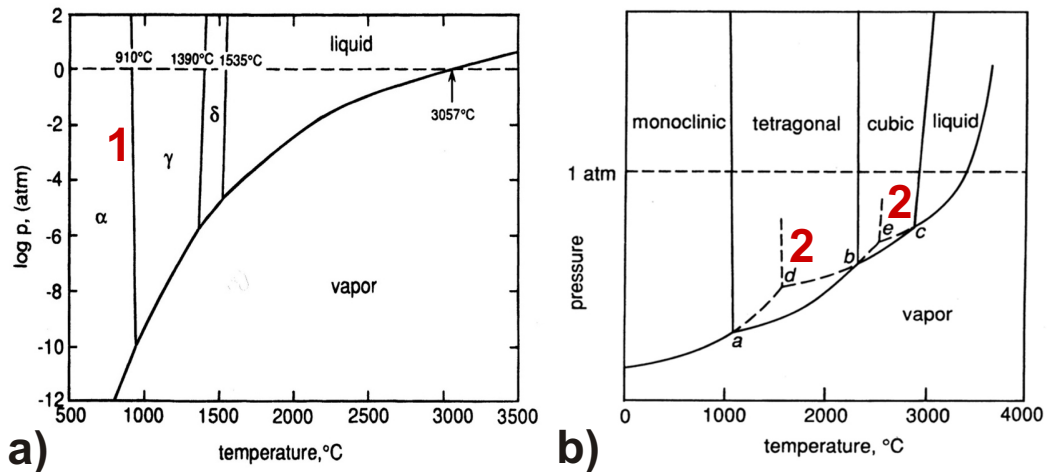 2
0
-2
-4
-6
-8
-10
-12
log p, (atm)
910°C 1390°C 1535°C
liquid
3057°C
1
α
γ
δ
vapor
500 1000 1500 2000 2500 3000 3500
temperature, °C
a)
monoclinic tetragonal cubic liquid
1 atm
pressure
2
2
a
b
c
d
e
vapor
0 1000 2000 3000 4000
temperature, °C
b)